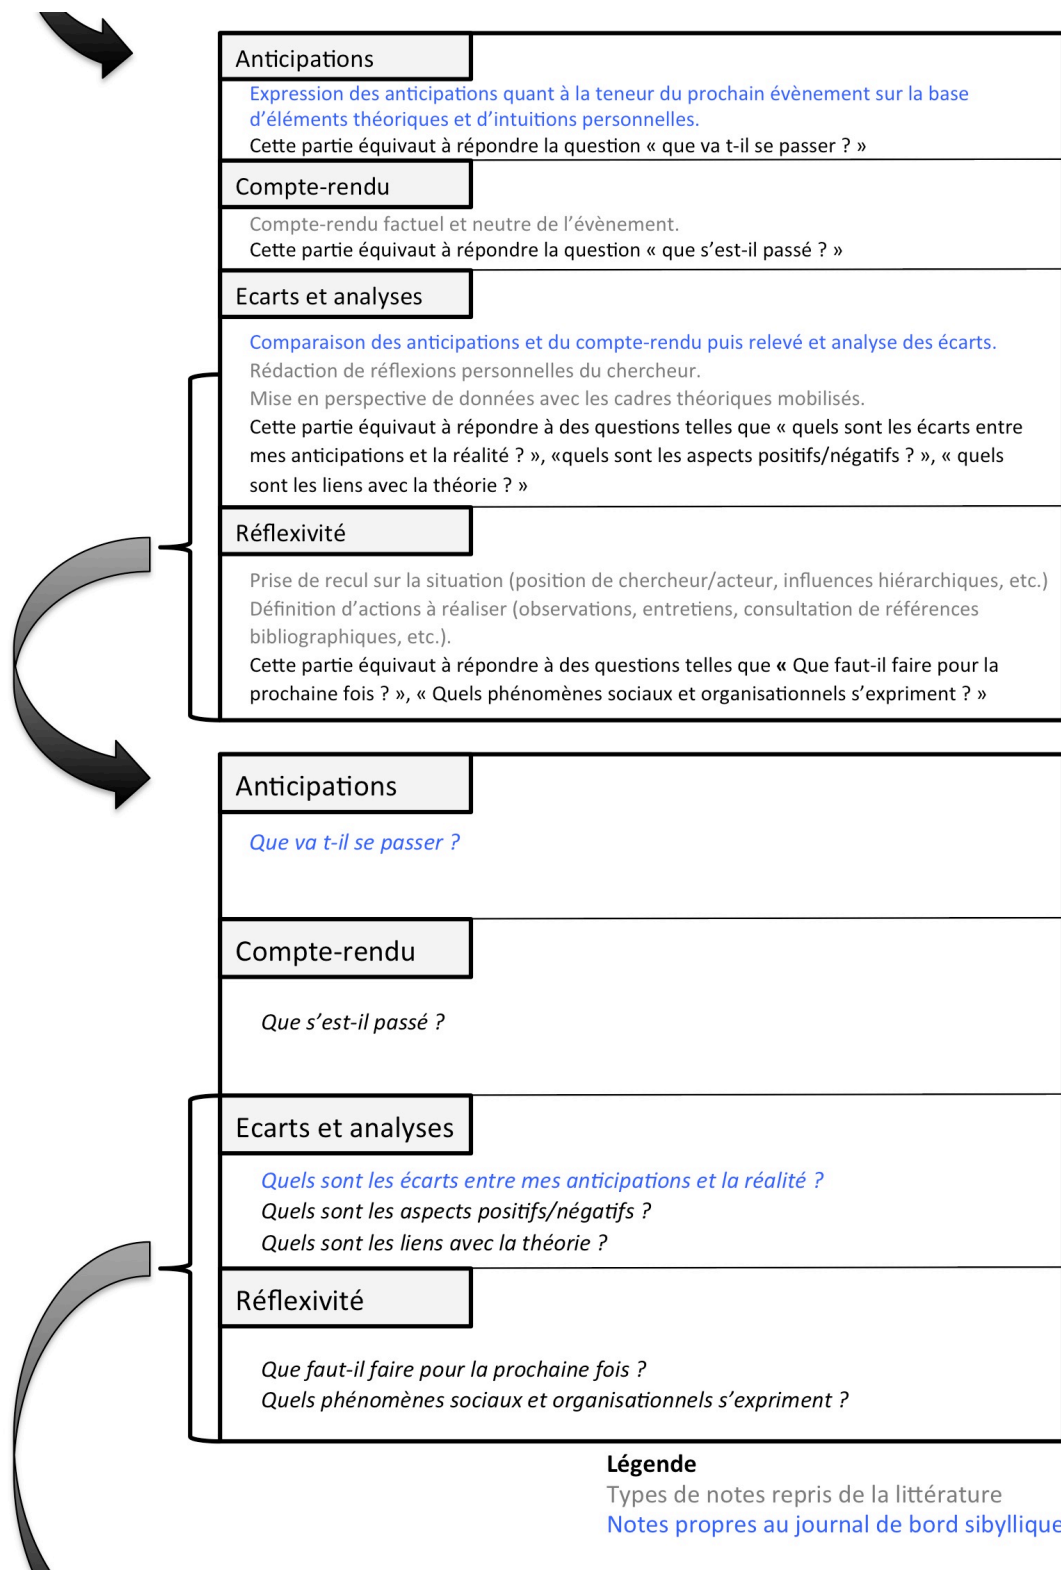 Anticipations
Expression des anticipations quant à la teneur du prochain évènement sur la base
d’éléments théoriques et d’intuitions personnelles.
Cette partie équivaut à répondre la question « que va t-il se passer ? »
Compte-rendu
Compte-rendu factuel et neutre de l’évènement.
Cette partie équivaut à répondre la question « que s’est-il passé ? »
Ecarts et analyses
Comparaison des anticipations et du compte-rendu puis relevé et analyse des écarts.
Rédaction de réflexions personnelles du chercheur.
Mise en perspective de données avec les cadres théoriques mobilisés.
Cette partie équivaut à répondre à des questions telles que « quels sont les écarts entre
mes anticipations et la réalité ? », «quels sont les aspects positifs/négatifs ? », « quels
sont les liens avec la théorie ? »
Réflexivité
Prise de recul sur la situation (position de chercheur/acteur, influences hiérarchiques, etc.)
Définition d’actions à réaliser (observations, entretiens, consultation de références
bibliographiques, etc.).
Cette partie équivaut à répondre à des questions telles que « Que faut-il faire pour la
prochaine fois ? », « Quels phénomènes sociaux et organisationnels s’expriment ? »
Anticipations
Que va t-il se passer ?
Compte-rendu
Que s’est-il passé ?
Ecarts et analyses
Quels sont les écarts entre mes anticipations et la réalité ?
Quels sont les aspects positifs/négatifs ?
Quels sont les liens avec la théorie ?
Réflexivité
Que faut-il faire pour la prochaine fois ?
Quels phénomènes sociaux et organisationnels s’expriment ?
Légende
Types de notes repris de la littérature
Notes propres au journal de bord sibyllique